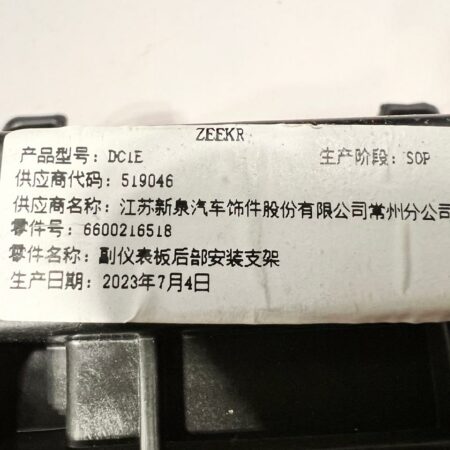 ZEEKR
产品型号: DC1E 生产阶段: SOP
供应商代码: 519046
供应商名称: 江苏新泉汽车饰件股份有限公司常州分公司
零件号: 6600216518
零件名称: 副仪表板后部安装支架
生产日期: 2023年7月4日